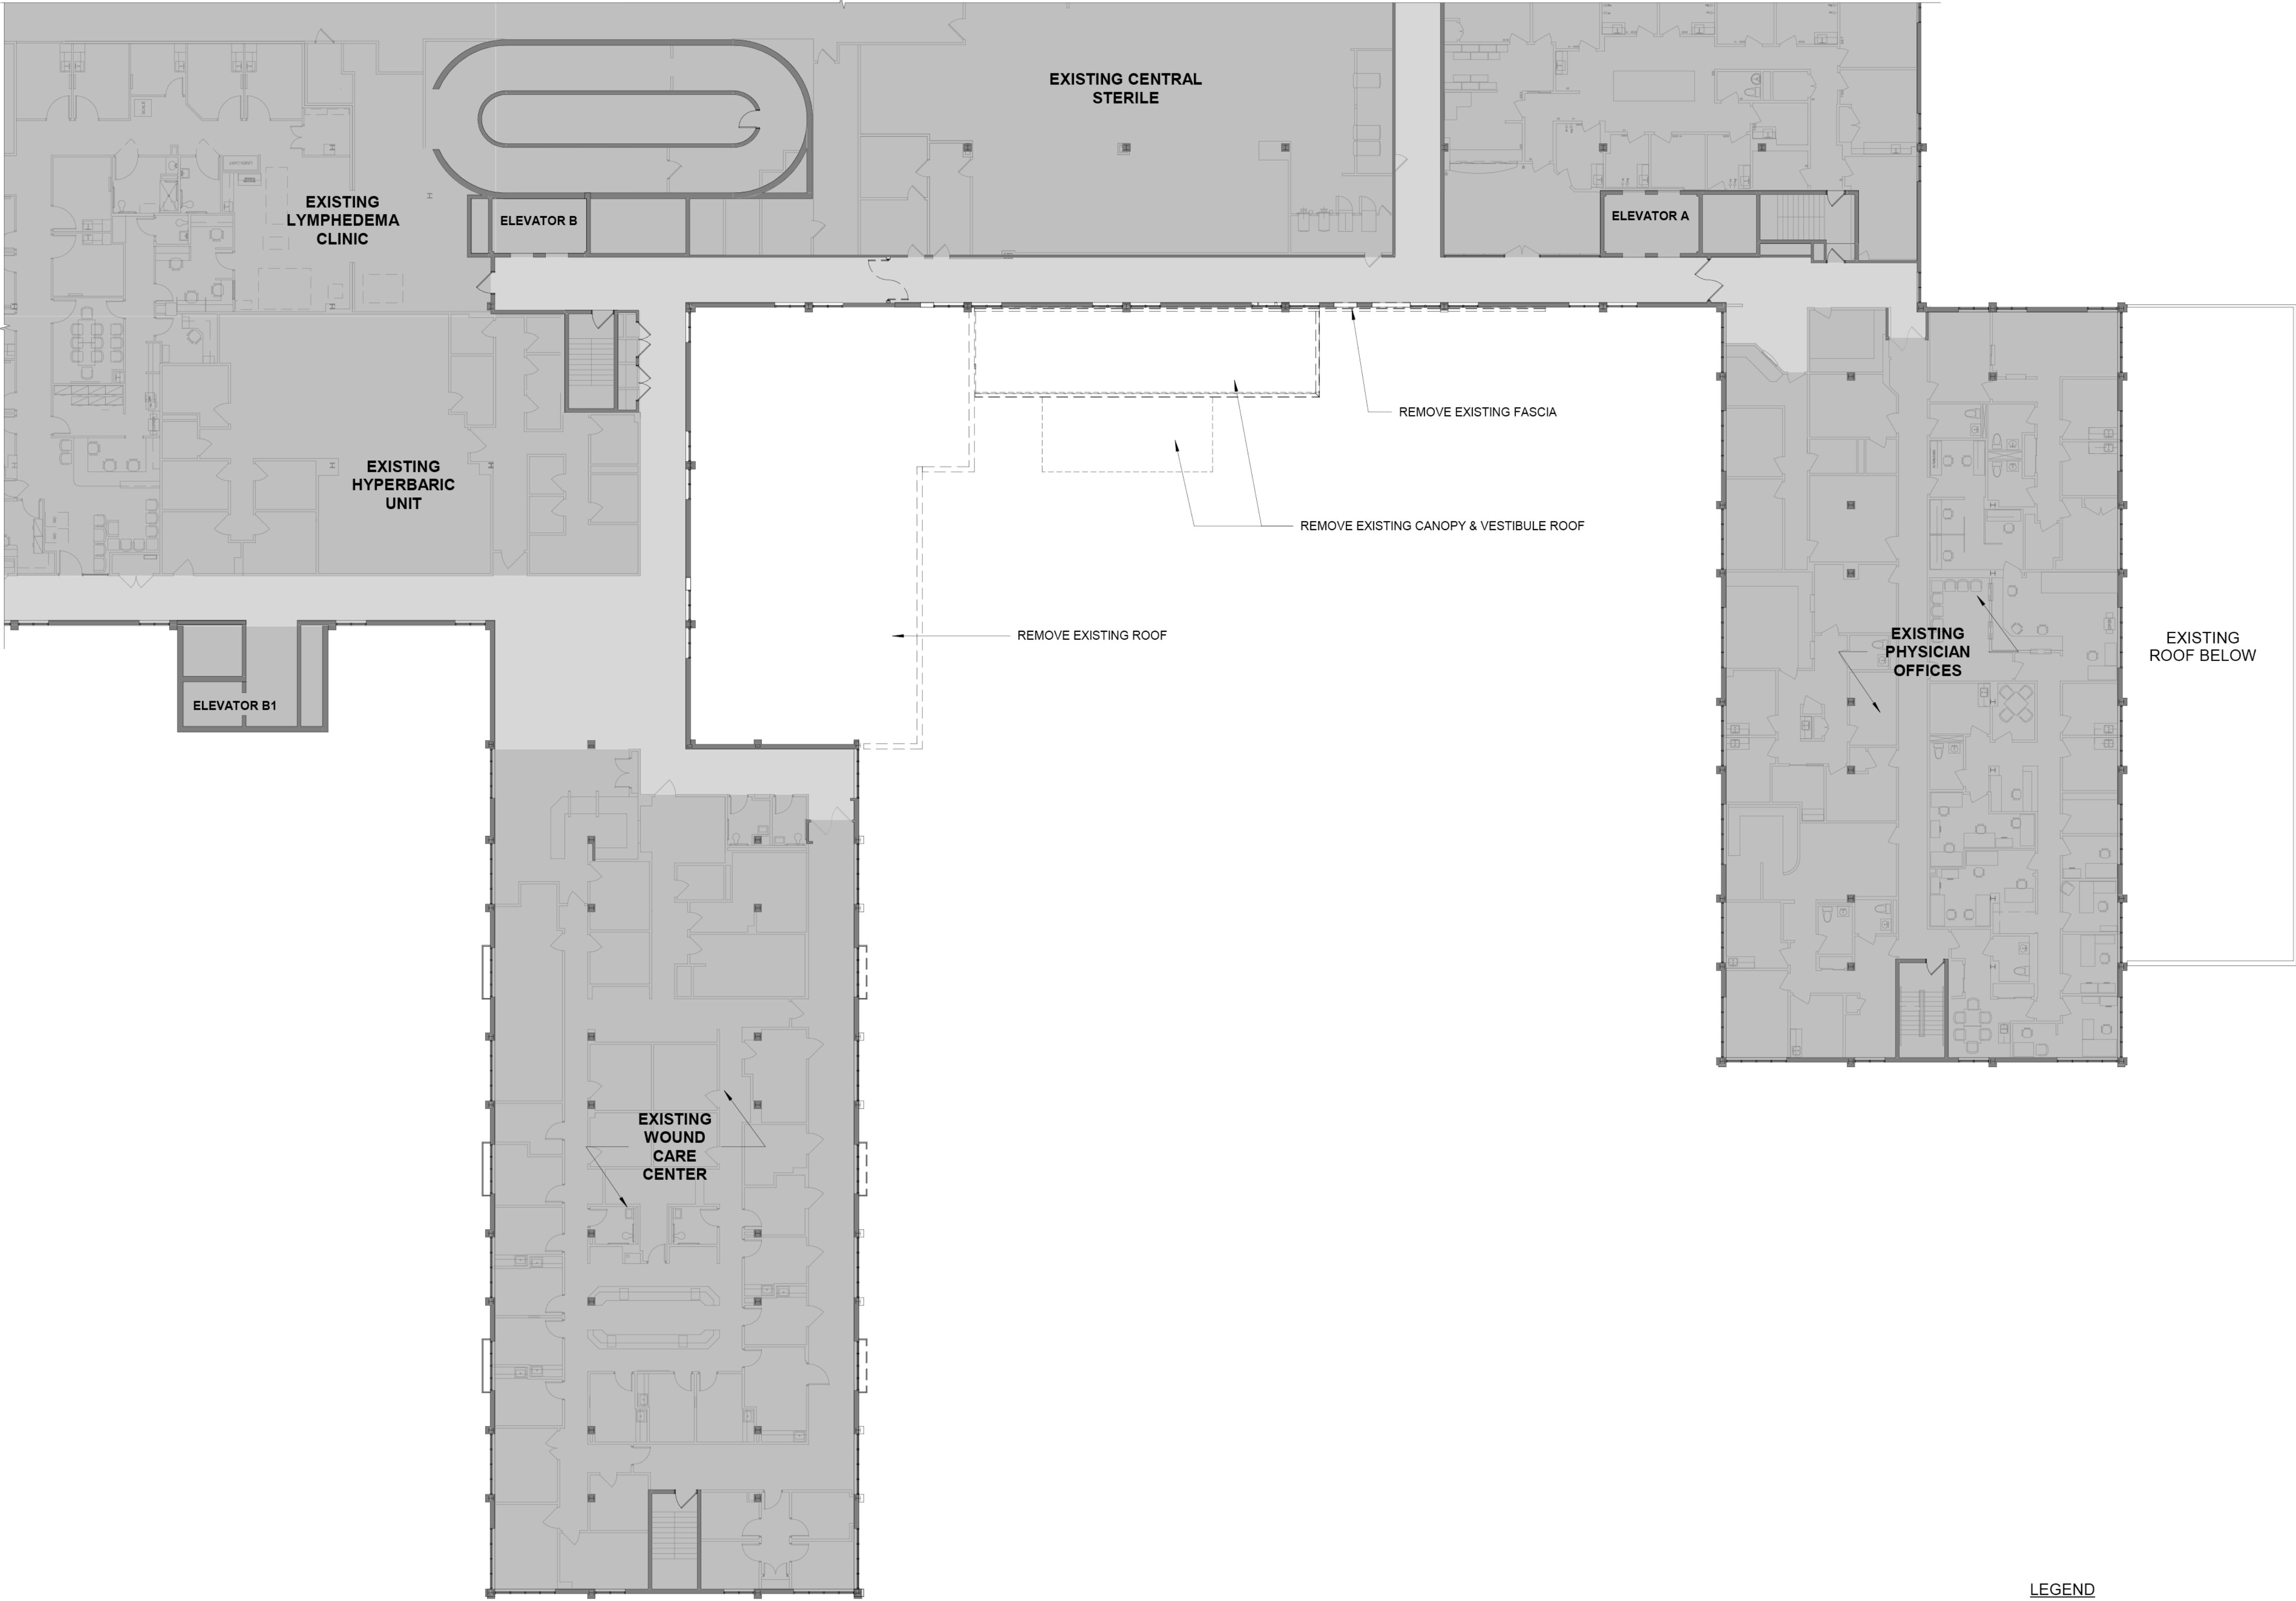 EXISTING CENTRAL
STERILE
EXISTING
LYMPHEDEMA
CLINIC
ELEVATOR B
ELEVATOR A
REMOVE EXISTING FASCIA
EXISTING
HYPERBARIC
UNIT
REMOVE EXISTING CANOPY & VESTIBULE ROOF
REMOVE EXISTING ROOF
EXISTING
PHYSICIAN
OFFICES
EXISTING
ROOF BELOW
ELEVATOR B1
EXISTING
WOUND
CARE
CENTER
LEGEND